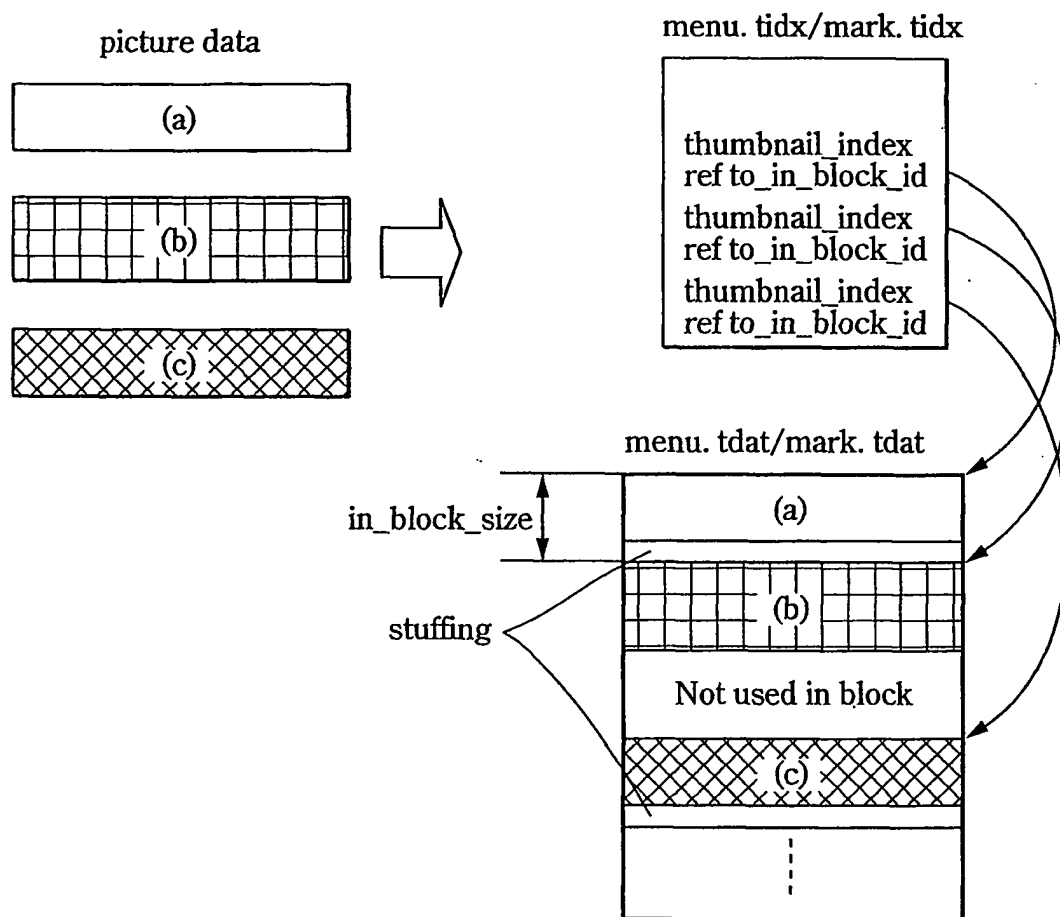 picture data
(a)
(b)
(c)
menu. tidx/mark. tidx
thumbnail_index
ref to_in_block_id
thumbnail_index
ref to_in_block_id
thumbnail_index
ref to_in_block_id
menu. tdat/mark. tdat
in_block_size
(a)
stuffing
(b)
Not used in block
(c)